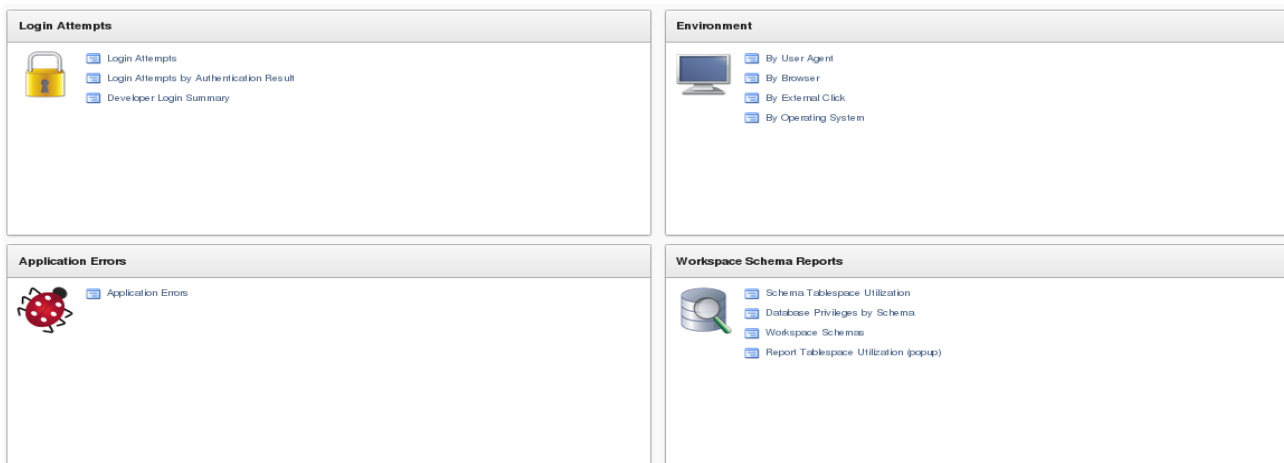 Login Attempts
Login Attempts
Login Attempts by Authentication Result
Developer Login Summary
Environment
By User Agent
By Browser
By External Click
By Operating System
Application Errors
Application Errors
Workspace Schema Reports
Schema Tablespace Utilization
Database Privileges by Schema
Workspace Schemas
Report Tablespace Utilization (popup)